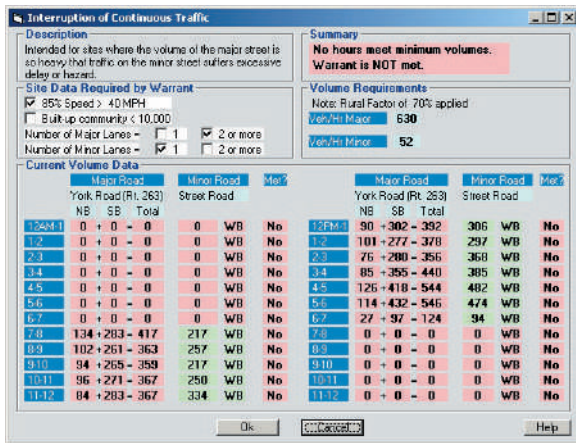 Interruption of Continuous Traffic
Description
Intended for sites where the volume of the major street is
so heavy that traffic on the minor street suffers excessive
delay or hazard.
Summary
No hours meet minimum volumes.
Warrant is NOT met.
Site Data Required by Warrant
85% Speed > 40 MPH
Built-up community < 10,000
Number of Major Lanes = 1 2 or more
Number of Minor Lanes = 1 2 or more
Volume Requirements
Note: Rural Factor of 70% applied
Veh/Hr Major 630
Veh/Hr Minor 52
Current Volume Data
Major Road Minor Road Met?
York Road (Rt. 263) Street Road
NB SB Total
12AM-1 0 + 0 = 0 0 WB No
1-2 0 + 0 = 0 0 WB No
2-3 0 + 0 = 0 0 WB No
3-4 0 + 0 = 0 0 WB No
4-5 0 + 0 = 0 0 WB No
5-6 0 + 0 = 0 0 WB No
6-7 0 + 0 = 0 0 WB No
7-8 134 + 283 = 417 217 WB No
8-9 102 + 261 = 363 257 WB No
9-10 94 + 265 = 359 217 WB No
10-11 96 + 271 = 367 250 WB No
11-12 84 + 283 = 367 334 WB No
Major Road Minor Road Met?
York Road (Rt. 263) Street Road
NB SB Total
12PM-1 90 + 302 = 392 306 WB No
1-2 101 + 277 = 378 297 WB No
2-3 76 + 280 = 356 368 WB No
3-4 85 + 355 = 440 385 WB No
4-5 126 + 418 = 544 482 WB No
5-6 114 + 432 = 546 474 WB No
6-7 27 + 97 = 124 94 WB No
7-8 0 + 0 = 0 0 WB No
8-9 0 + 0 = 0 0 WB No
9-10 0 + 0 = 0 0 WB No
10-11 0 + 0 = 0 0 WB No
11-12 0 + 0 = 0 0 WB No
Ok Cancel Help